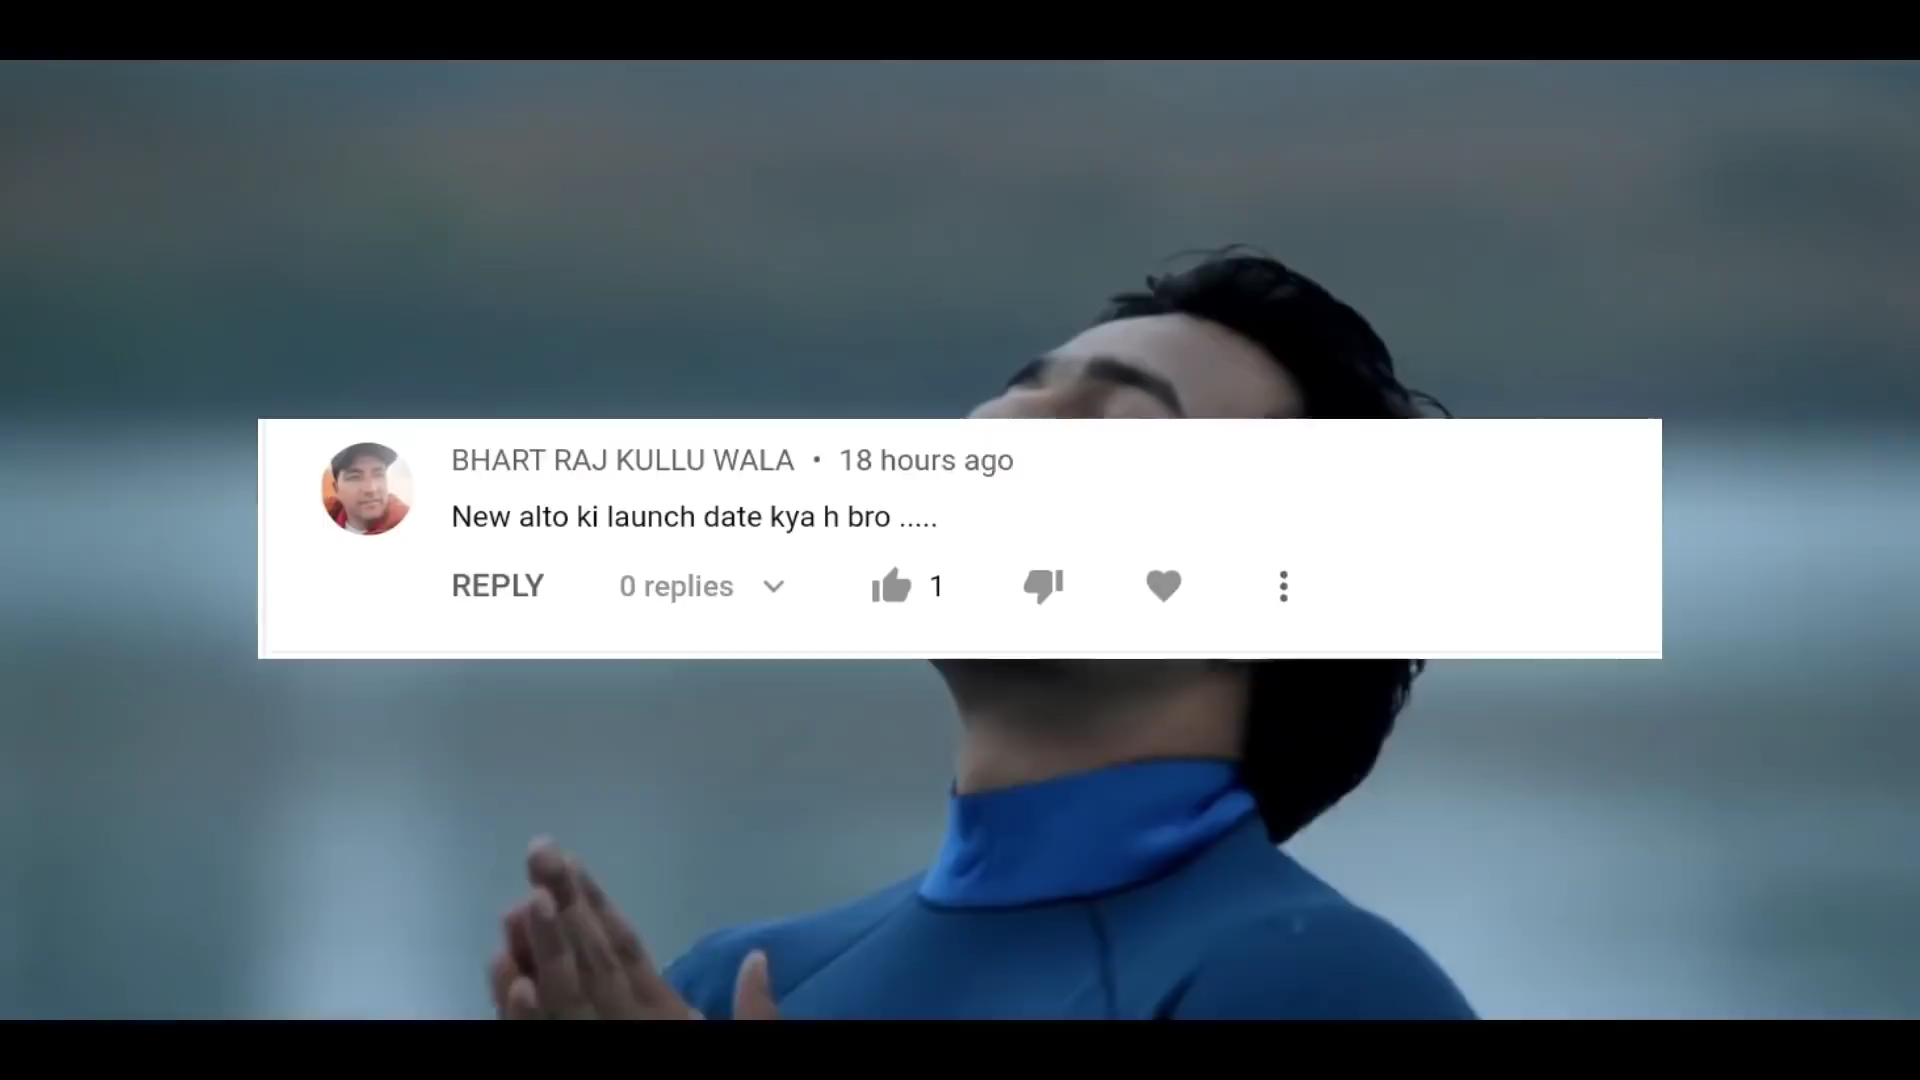 BHART RAJ KULLU WALA • 18 hours ago
New alto ki launch date kya h bro .....
REPLY 0 replies 1